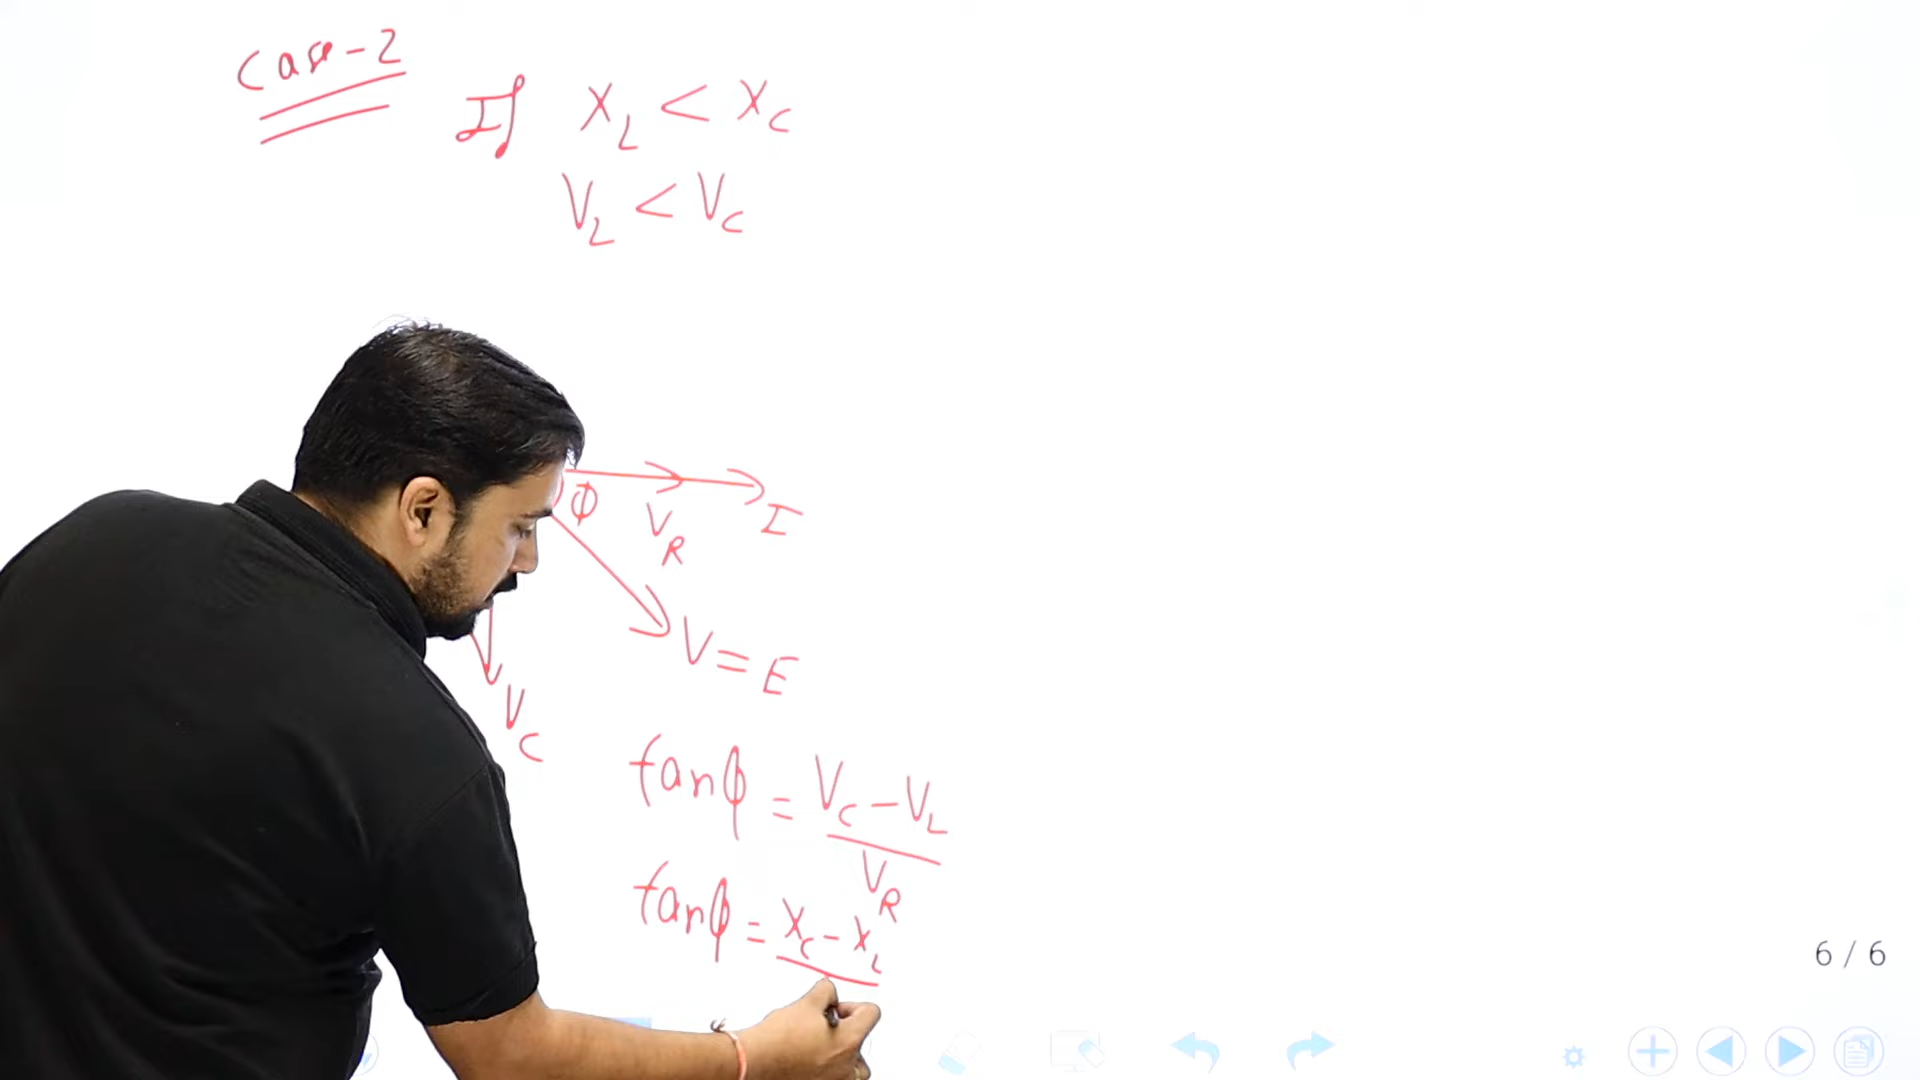 Case-2
If X_L < X_C
V_L < V_C
Φ V_R I
V = E
V_C
tanϕ = V_C - V_L / V_R
tanϕ = X_C - X_L
6 / 6